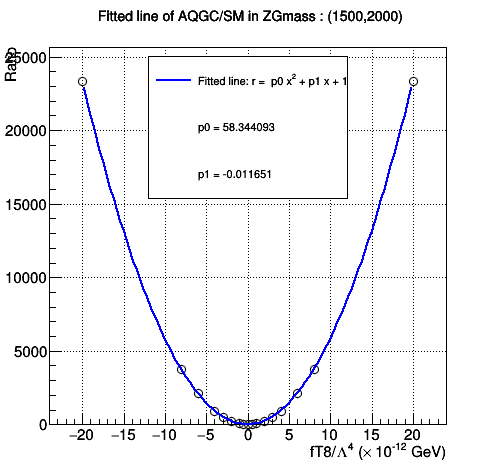 FItted line of AQGC/SM in ZGmass : (1500,2000)
Ratio
25000
20000
15000
10000
5000
0
Fitted line: r = p0 x² + p1 x + 1
p0 = 58.344093
p1 = -0.011651
−20 −15 −10 −5 0 5 10 15 20
fT8/Λ⁴ (× 10⁻¹² GeV)